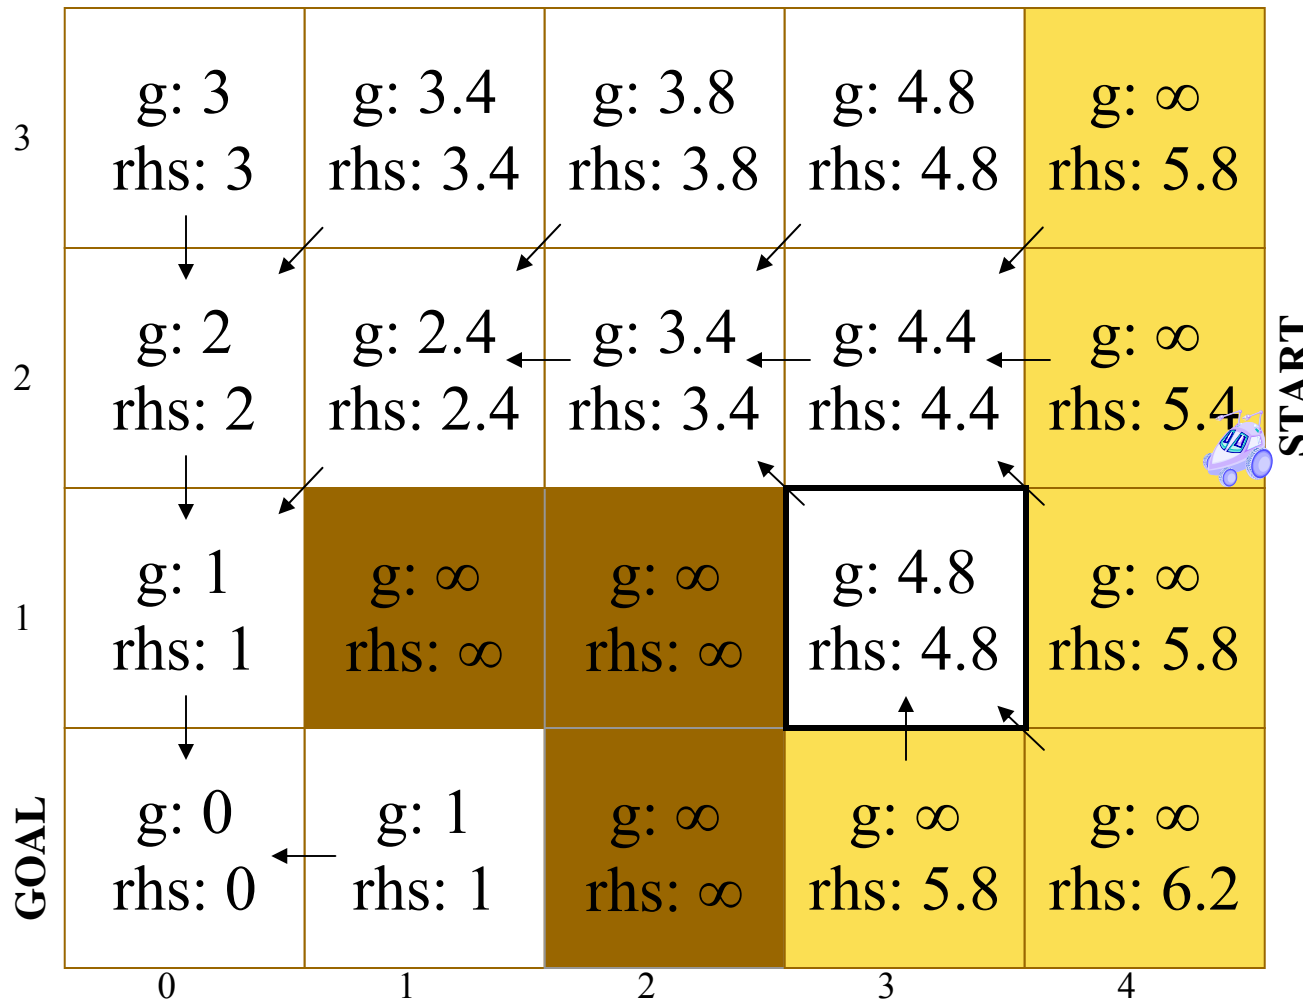 3
g: 3
rhs: 3
g: 3.4
rhs: 3.4
g: 3.8
rhs: 3.8
g: 4.8
rhs: 4.8
g: ∞
rhs: 5.8
2
g: 2
rhs: 2
g: 2.4
rhs: 2.4
g: 3.4
rhs: 3.4
g: 4.4
rhs: 4.4
g: ∞
rhs: 5.4
START
1
g: 1
rhs: 1
g: ∞
rhs: ∞
g: ∞
rhs: ∞
g: 4.8
rhs: 4.8
g: ∞
rhs: 5.8
GOAL
g: 0
rhs: 0
g: 1
rhs: 1
g: ∞
rhs: ∞
g: ∞
rhs: 5.8
g: ∞
rhs: 6.2
0
1
2
3
4